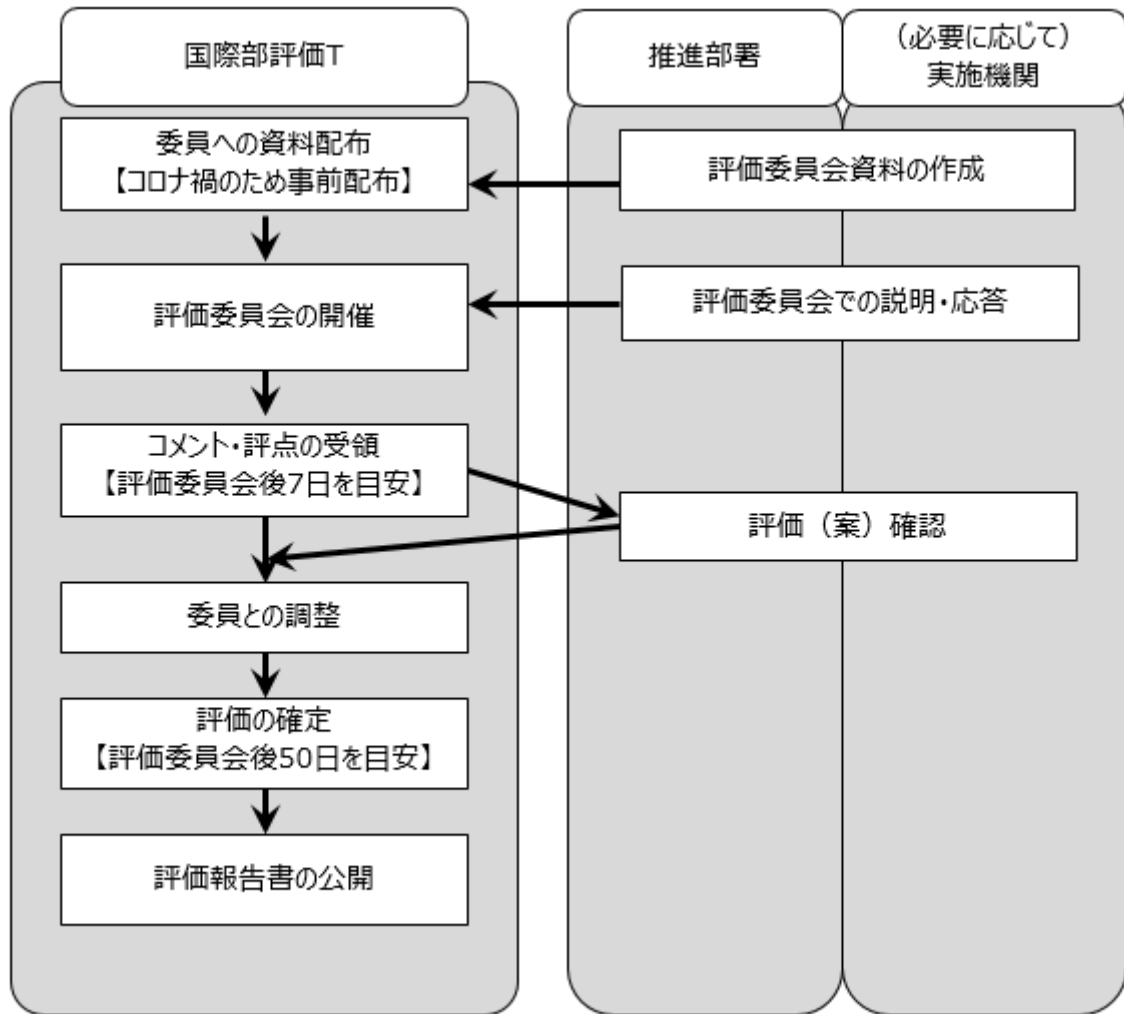 国際部評価T
推進部署
(必要に応じて)
実施機関
委員への資料配布
【コロナ禍のため事前配布】
評価委員会資料の作成
評価委員会の開催
評価委員会での説明・応答
コメント・評点の受領
【評価委員会後7日を目安】
評価（案）確認
委員との調整
評価の確定
【評価委員会後50日を目安】
評価報告書の公開